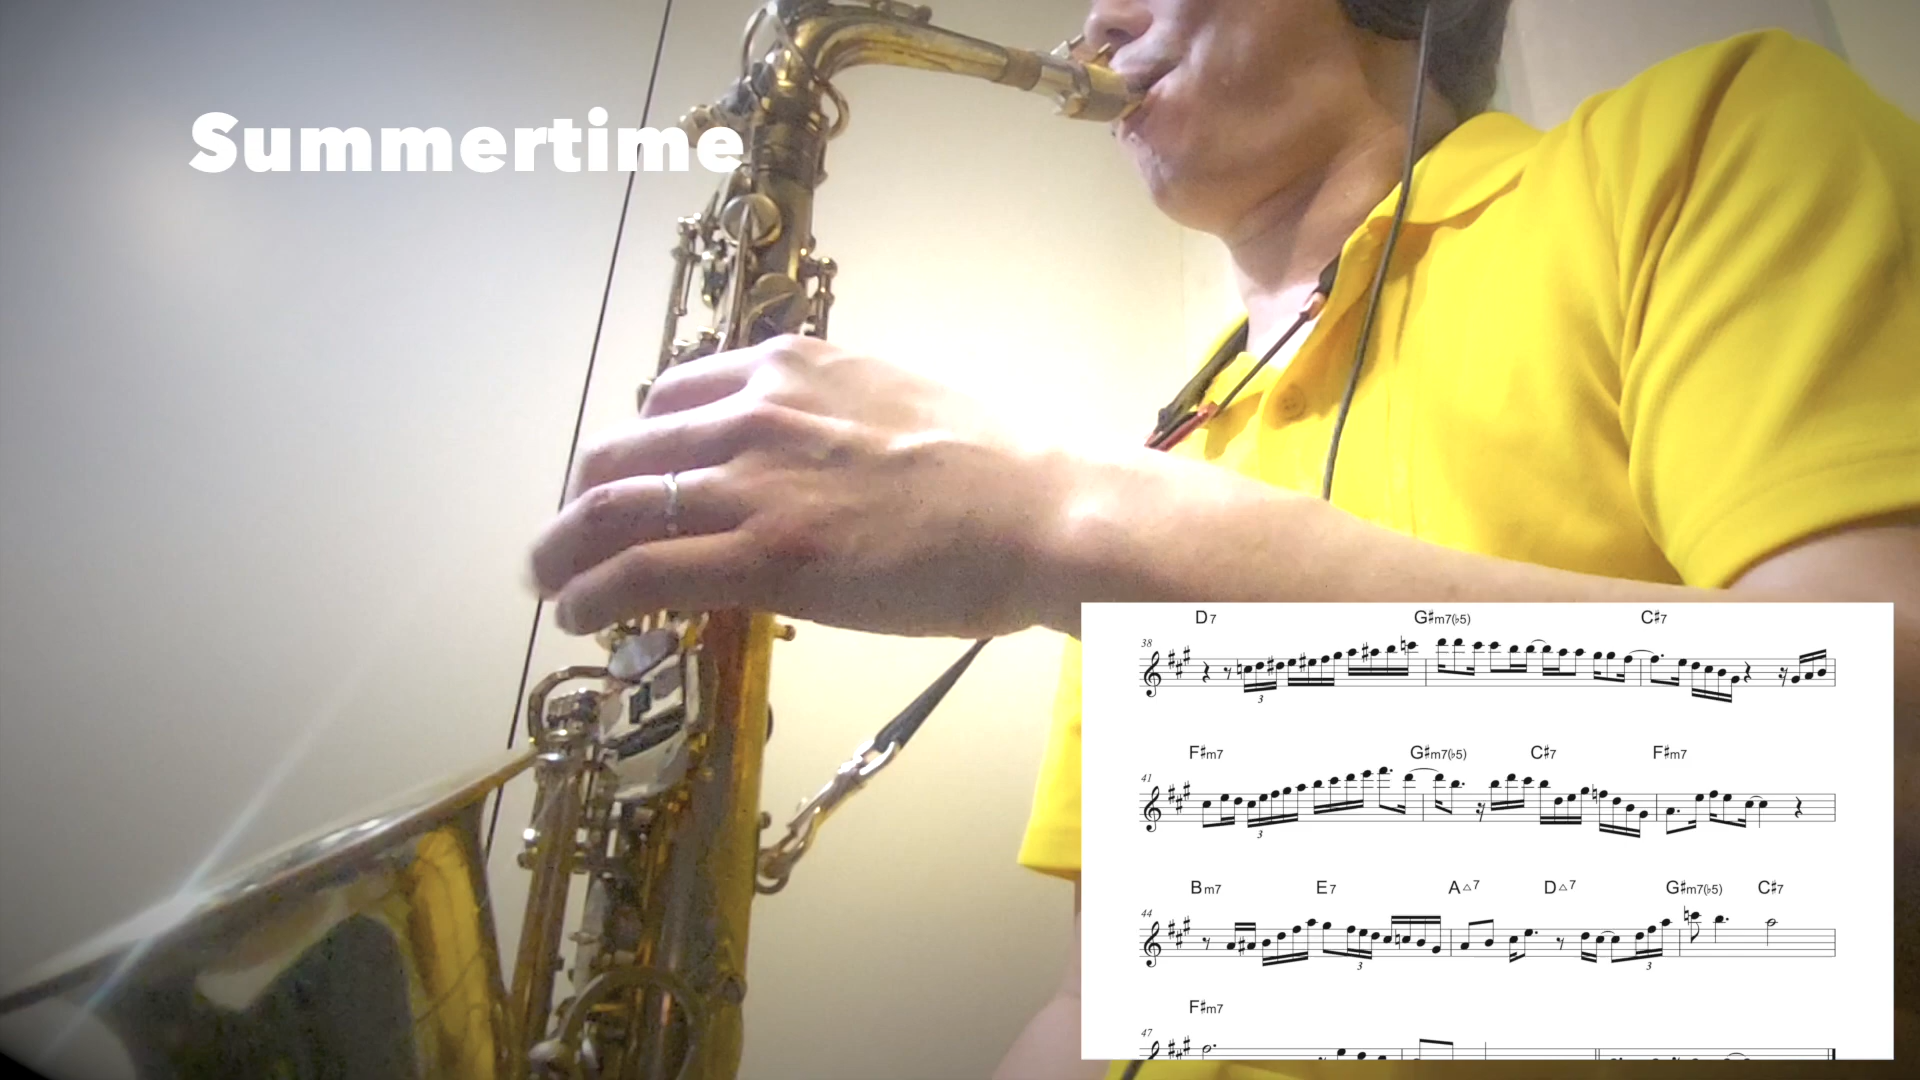 Summertime
D7 G♯m7(♭5) C♯7
38
3
F♯m7 G♯m7(♭5) C♯7 F♯m7
41
3
Bm7 E7 A△7 D△7 G♯m7(♭5) C♯7
44
3 3
F♯m7
47